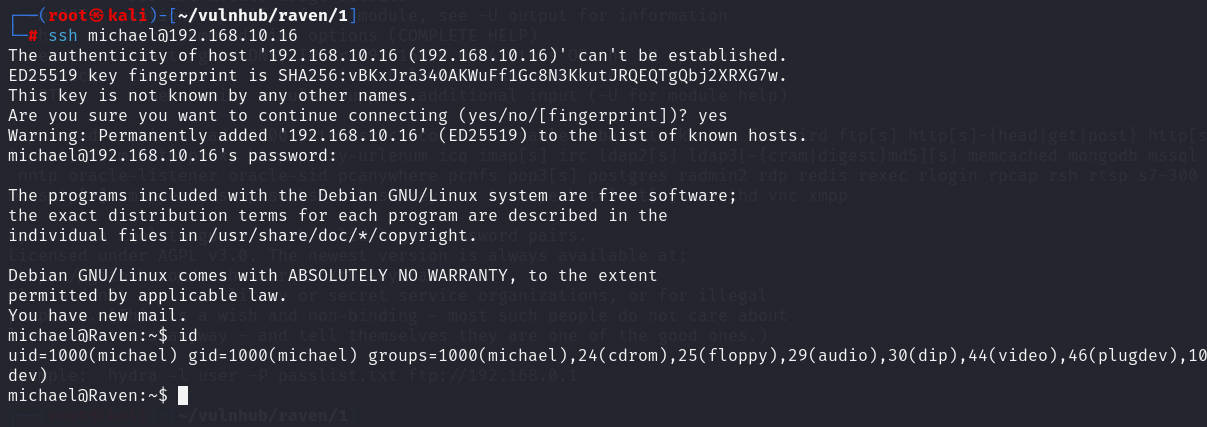 ┌──(root㉿kali)-[~/vulnhub/raven/1]
└─# ssh michael@192.168.10.16
The authenticity of host '192.168.10.16 (192.168.10.16)' can't be established.
ED25519 key fingerprint is SHA256:vBKxJra340AKWuFf1Gc8N3KkutJRQEQTgQbj2XRXG7w.
This key is not known by any other names.
Are you sure you want to continue connecting (yes/no/[fingerprint])? yes
Warning: Permanently added '192.168.10.16' (ED25519) to the list of known hosts.
michael@192.168.10.16's password:
The programs included with the Debian GNU/Linux system are free software;
the exact distribution terms for each program are described in the
individual files in /usr/share/doc/*/copyright.
Debian GNU/Linux comes with ABSOLUTELY NO WARRANTY, to the extent
permitted by applicable law.
You have new mail.
michael@Raven:~$ id
uid=1000(michael) gid=1000(michael) groups=1000(michael),24(cdrom),25(floppy),29(audio),30(dip),44(video),46(plugdev),10
dev)
michael@Raven:~$